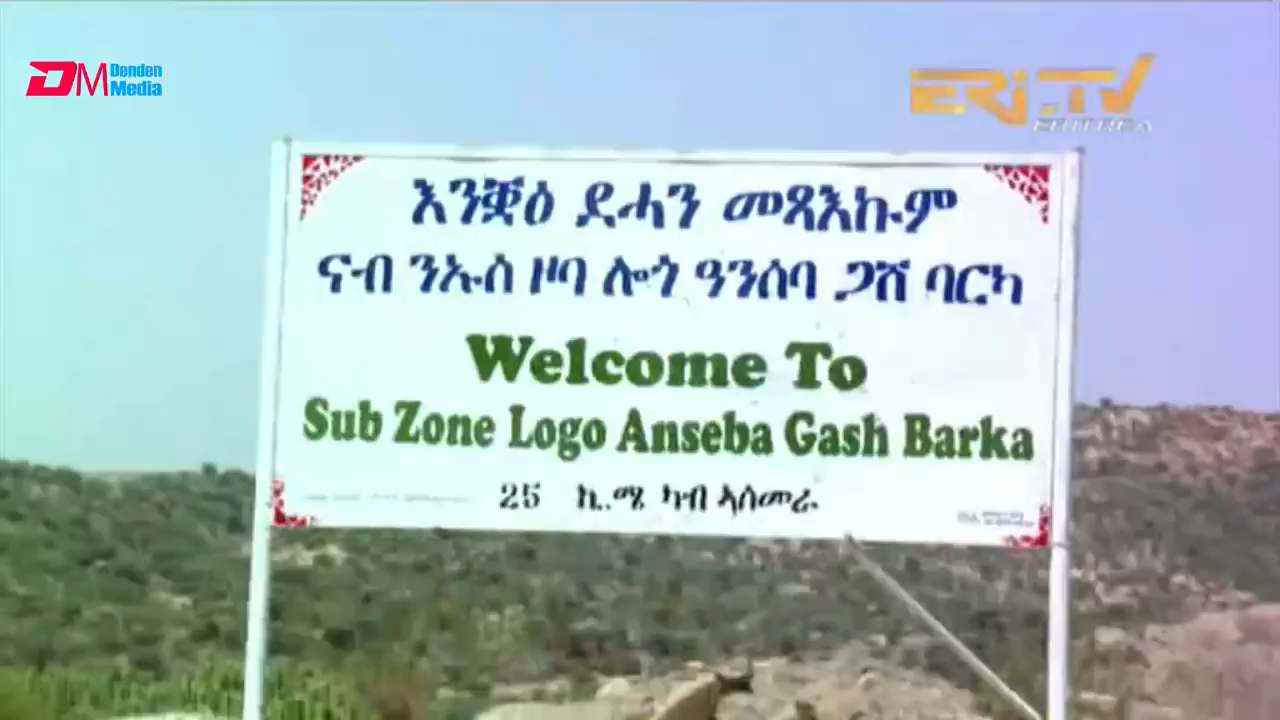 DM Denden Media
ERi.TV
ERITREA
እንቋዕ ደሓን መጻእኩም
ናብ ንኡስ ዞባ ሎጎ ዓንሰባ ጋሽ ባርካ
Welcome To
Sub Zone Logo Anseba Gash Barka
25 ኪ.ሜ ካብ ኣስመራ